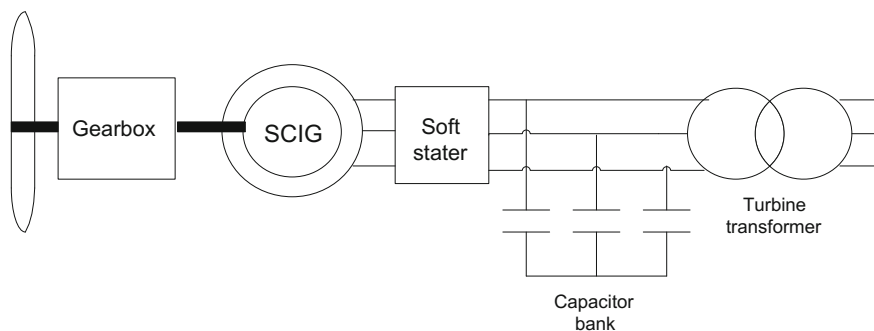 Gearbox
SCIG
Soft
stater
Turbine
transformer
Capacitor
bank